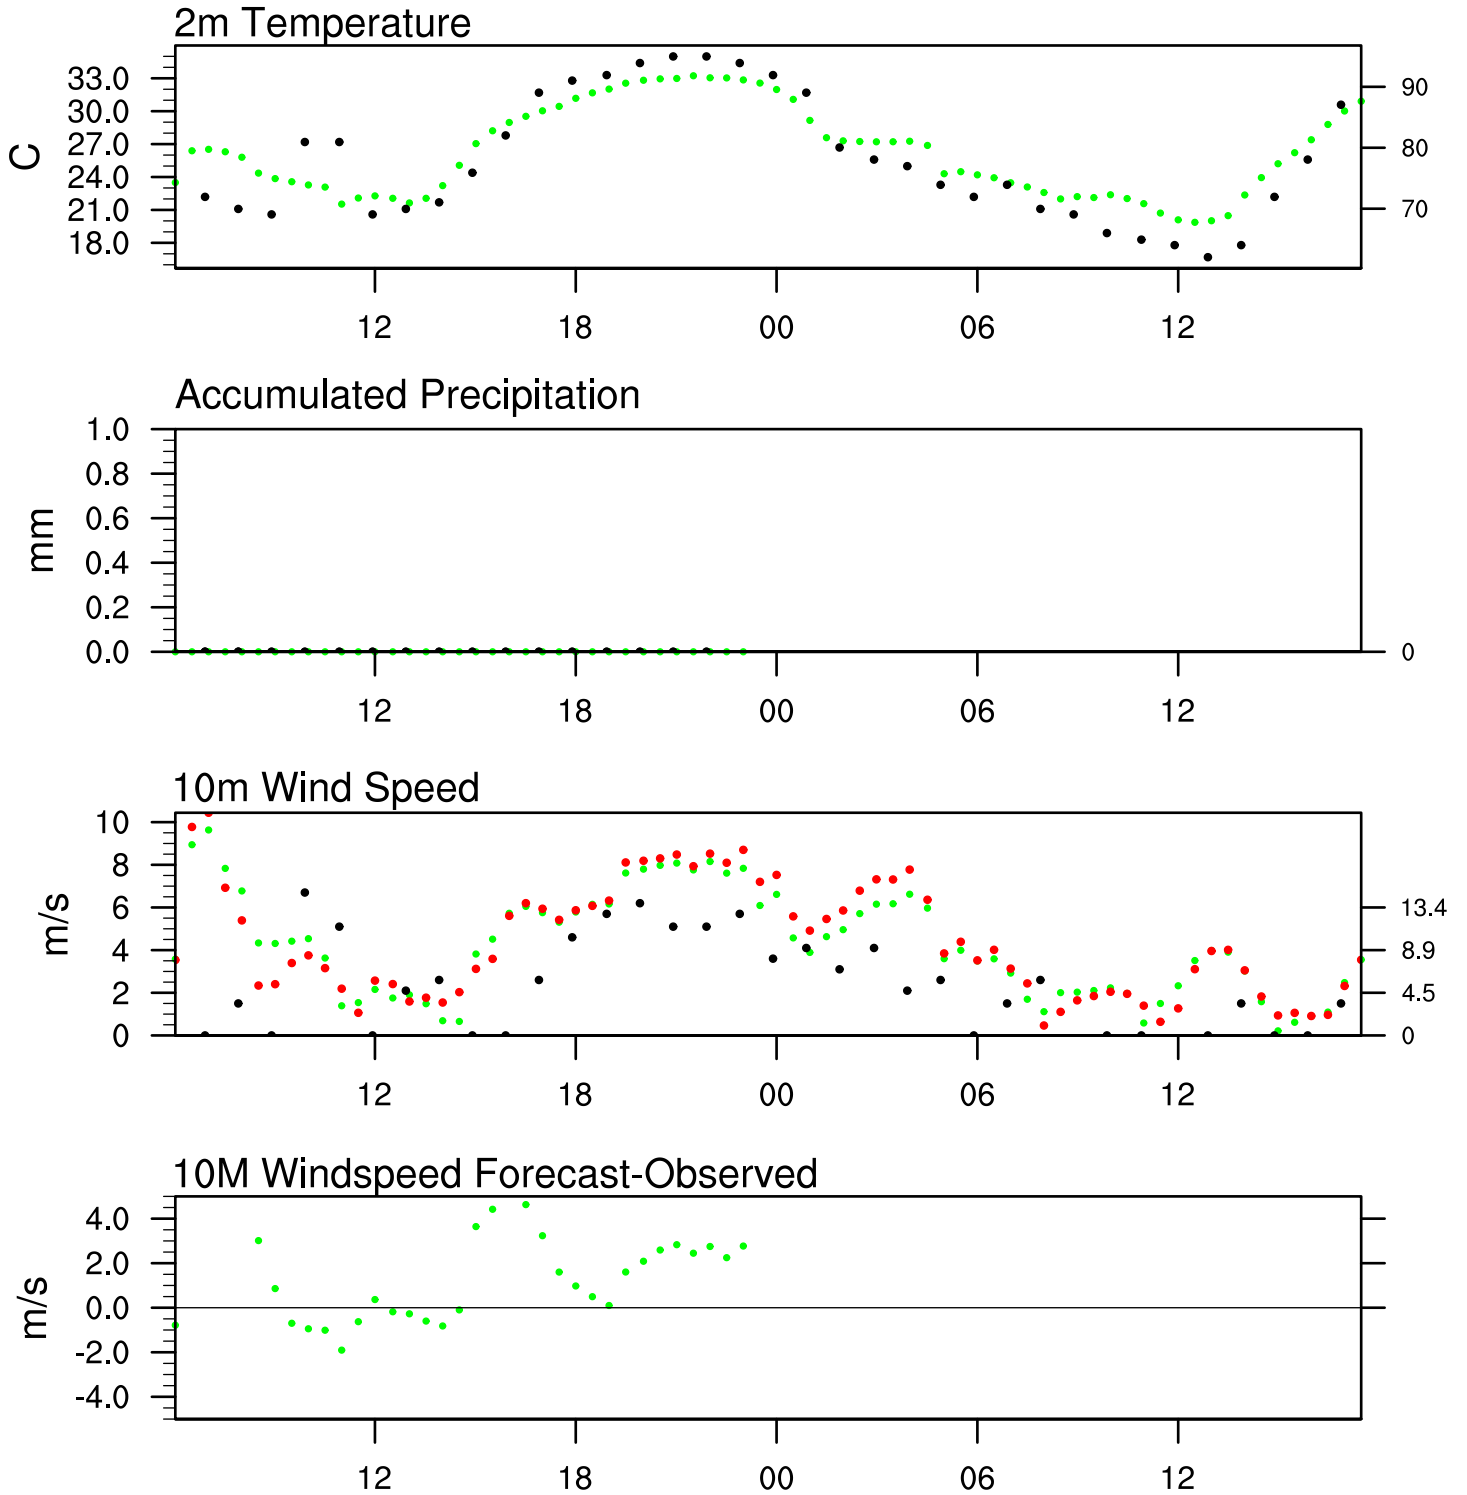 2m Temperature
33.0
30.0
27.0
24.0
21.0
18.0
C
90
80
70
12 18 00 06 12
Accumulated Precipitation
1.0
0.8
0.6
0.4
0.2
0.0
mm
0
12 18 00 06 12
10m Wind Speed
10
8
6
4
2
0
m/s
13.4
8.9
4.5
0
12 18 00 06 12
10M Windspeed Forecast-Observed
4.0
2.0
0.0
-2.0
-4.0
m/s
12 18 00 06 12